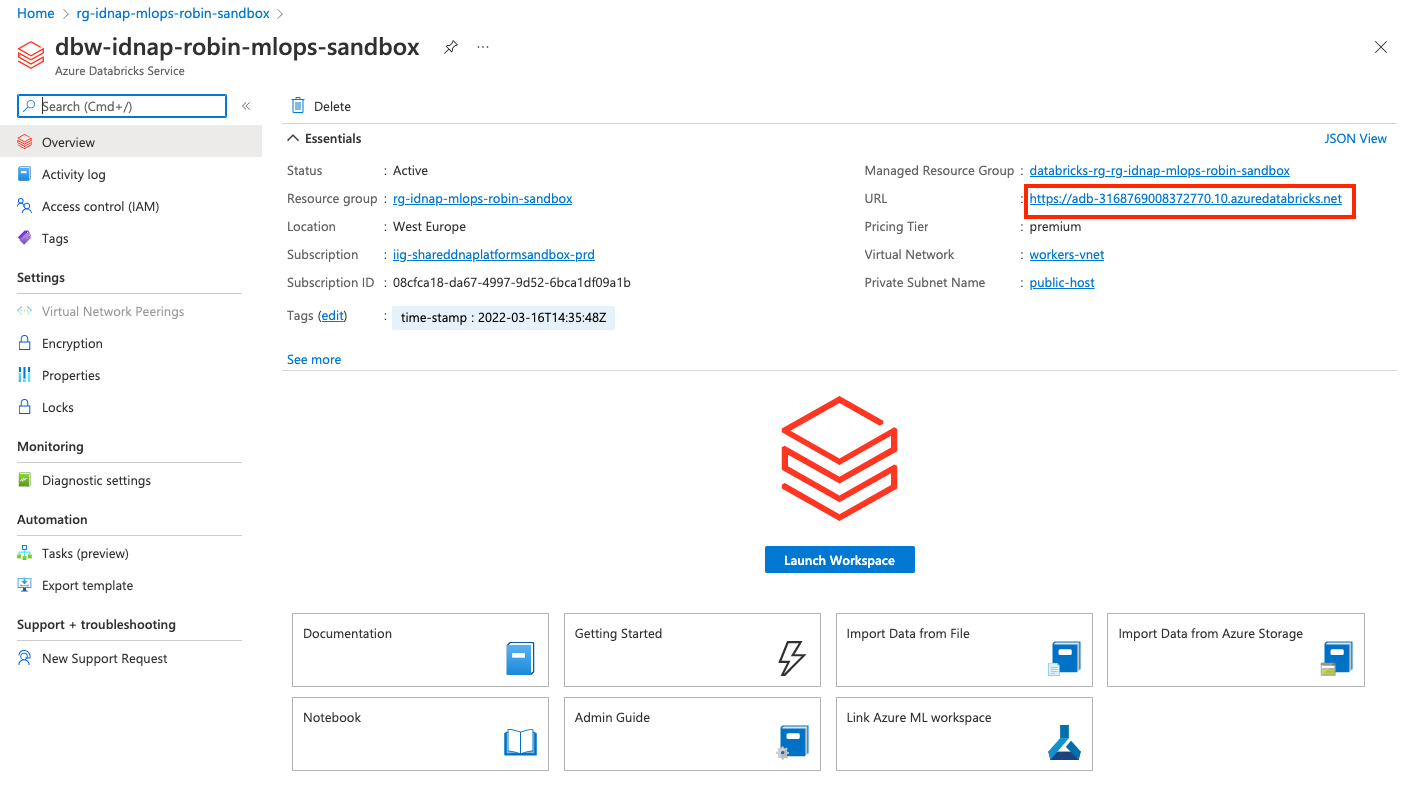 Home > rg-idnap-mlops-robin-sandbox >
dbw-idnap-robin-mlops-sandbox ...
Azure Databricks Service
Search (Cmd+/) «
Overview
Activity log
Access control (IAM)
Tags
Settings
Virtual Network Peerings
Encryption
Properties
Locks
Monitoring
Diagnostic settings
Automation
Tasks (preview)
Export template
Support + troubleshooting
New Support Request
Delete
Essentials
JSON View
Status : Active
Resource group : rg-idnap-mlops-robin-sandbox
Location : West Europe
Subscription : iig-shareddnaplatformsandbox-prd
Subscription ID : 08cfca18-da67-4997-9d52-6bca1df09a1b
Tags (edit) : time-stamp : 2022-03-16T14:35:48Z
See more
Managed Resource Group : databricks-rg-rg-idnap-mlops-robin-sandbox
URL : https://adb-3168769008372770.10.azuredatabricks.net
Pricing Tier : premium
Virtual Network : workers-vnet
Private Subnet Name : public-host
Launch Workspace
Documentation
Getting Started
Import Data from File
Import Data from Azure Storage
Notebook
Admin Guide
Link Azure ML workspace